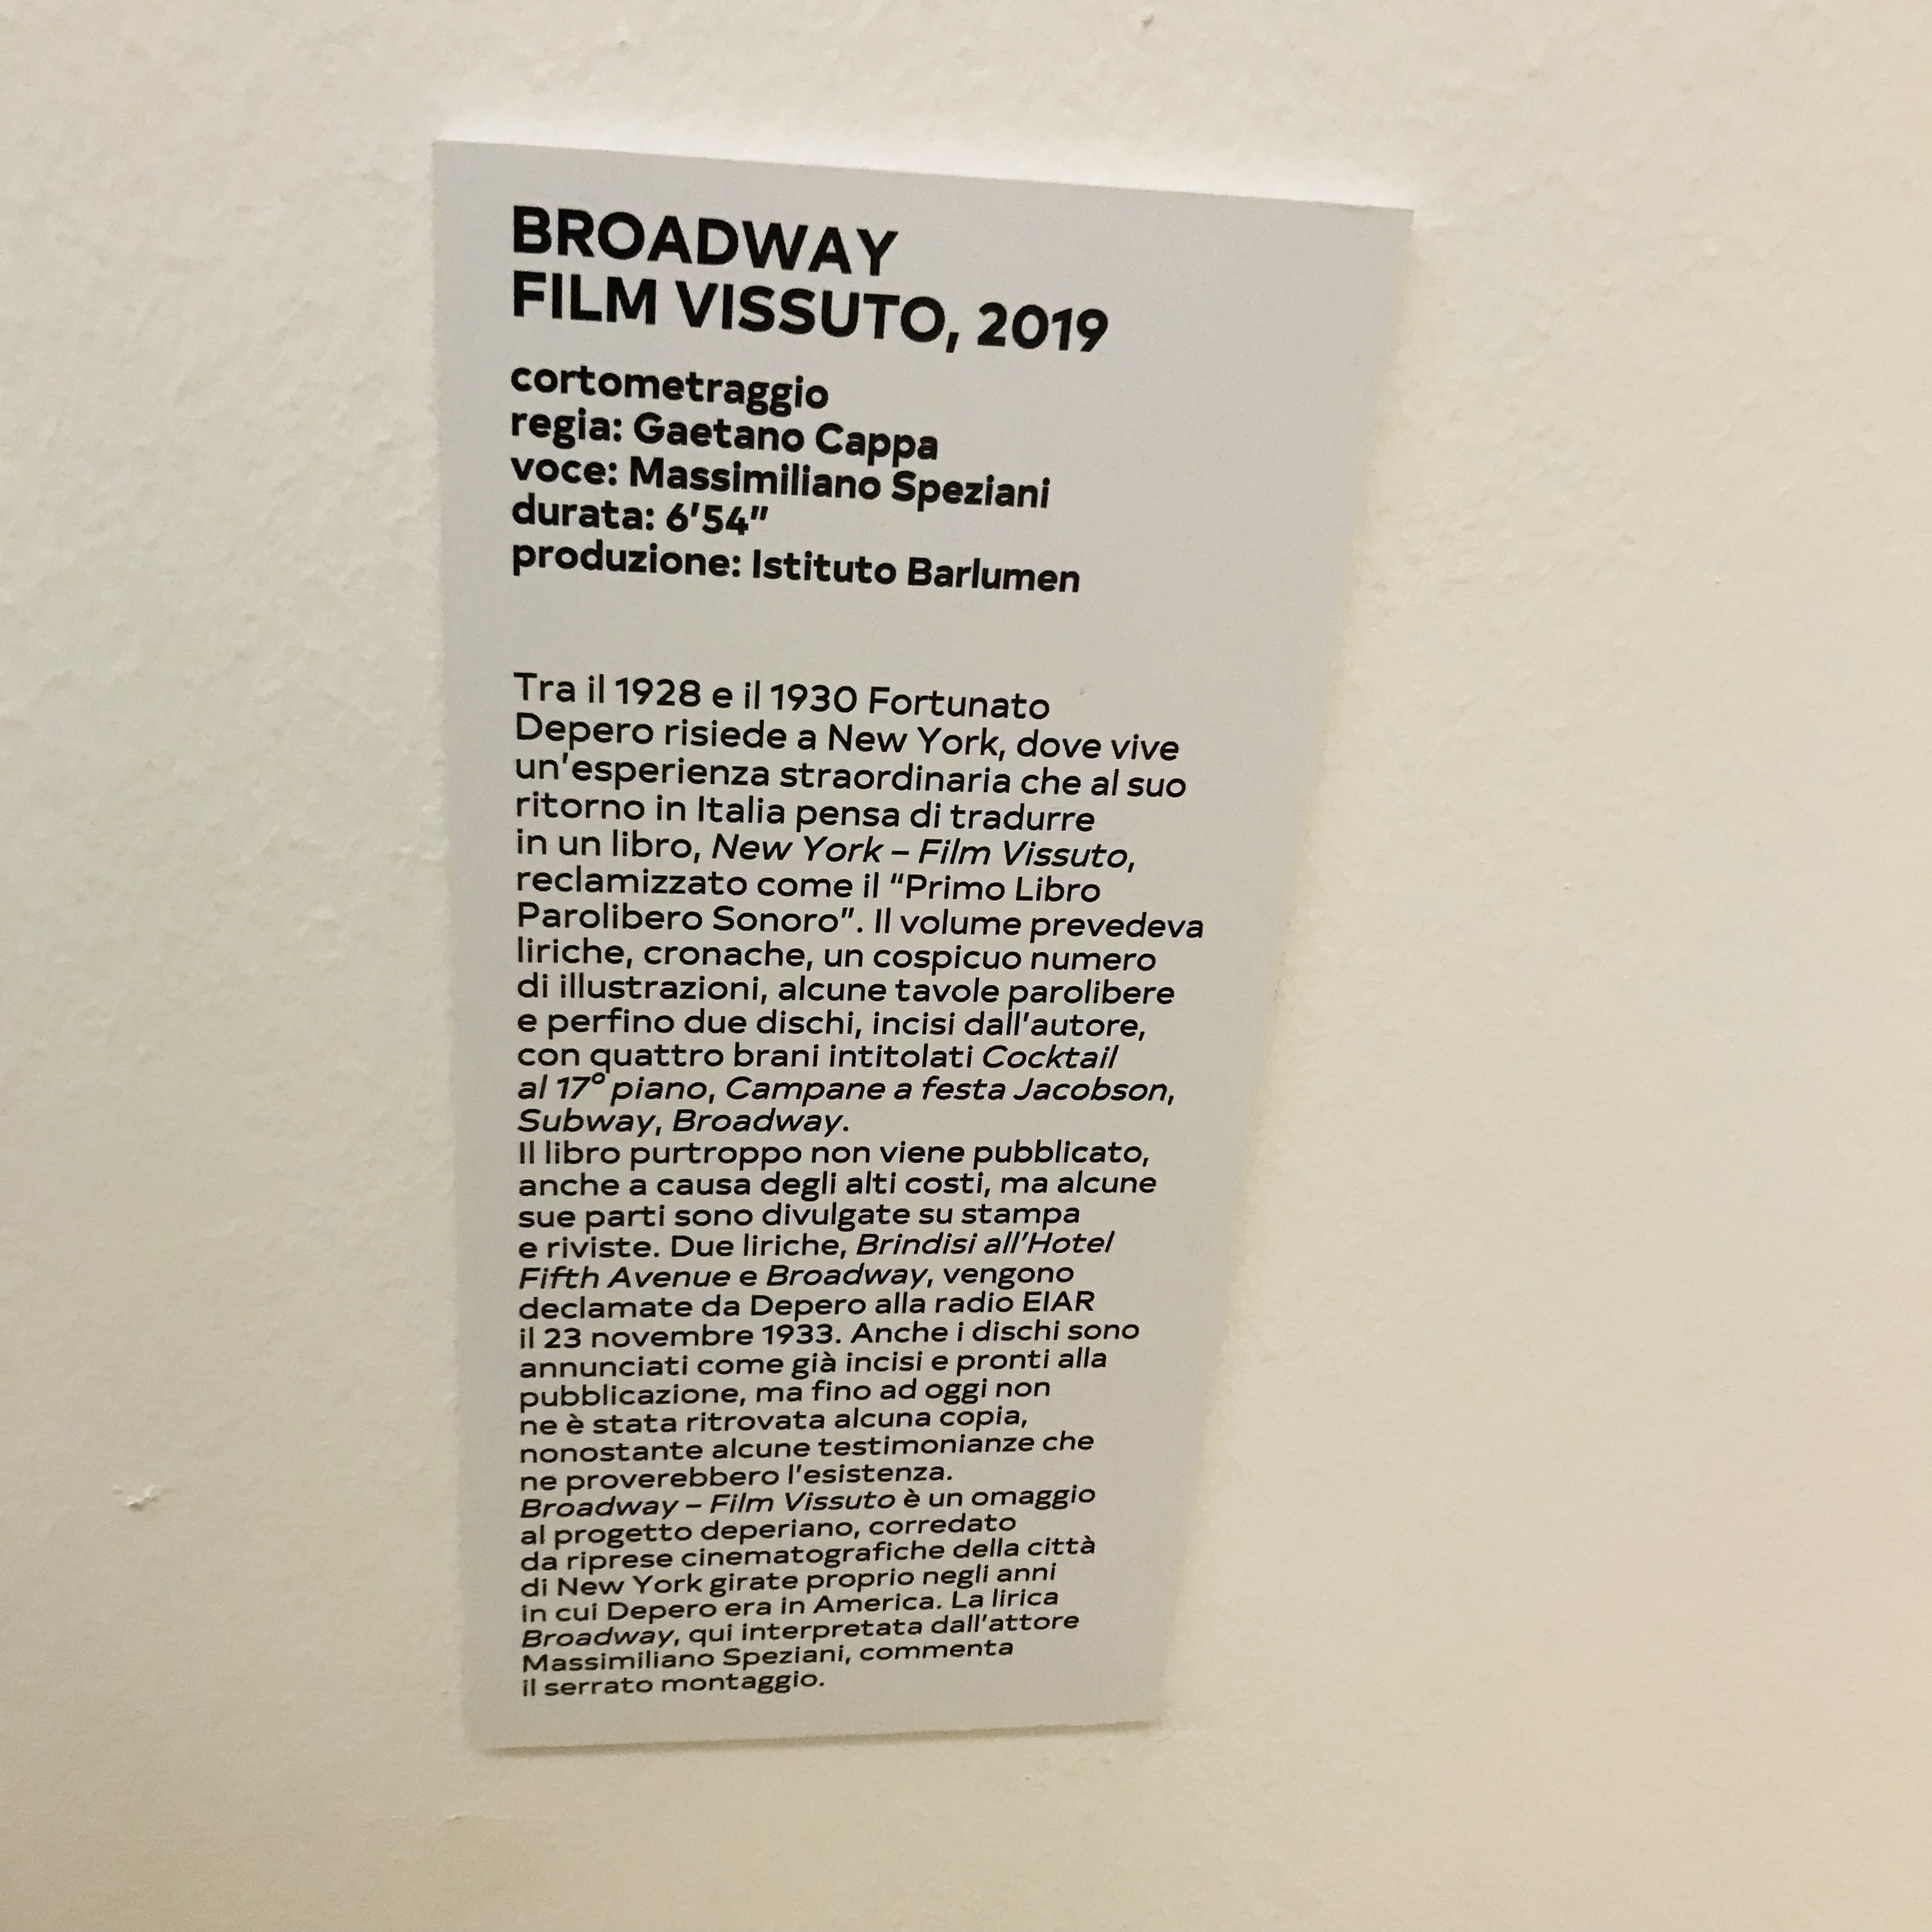 BROADWAY
FILM VISSUTO, 2019
cortometraggio
regia: Gaetano Cappa
voce: Massimiliano Speziani
durata: 6'54"
produzione: Istituto Barlumen
Tra il 1928 e il 1930 Fortunato
Depero risiede a New York, dove vive
un'esperienza straordinaria che al suo
ritorno in Italia pensa di tradurre
in un libro, New York – Film Vissuto,
reclamizzato come il "Primo Libro
Parolibero Sonoro". Il volume prevedeva
liriche, cronache, un cospicuo numero
di illustrazioni, alcune tavole parolibere
e perfino due dischi, incisi dall'autore,
con quattro brani intitolati Cocktail
al 17° piano, Campane a festa Jacobson,
Subway, Broadway.
Il libro purtroppo non viene pubblicato,
anche a causa degli alti costi, ma alcune
sue parti sono divulgate su stampa
e riviste. Due liriche, Brindisi all'Hotel
Fifth Avenue e Broadway, vengono
declamate da Depero alla radio EIAR
il 23 novembre 1933. Anche i dischi sono
annunciati come già incisi e pronti alla
pubblicazione, ma fino ad oggi non
ne è stata ritrovata alcuna copia,
nonostante alcune testimonianze che
ne proverebbero l'esistenza.
Broadway – Film Vissuto è un omaggio
al progetto deperiano, corredato
da riprese cinematografiche della città
di New York girate proprio negli anni
in cui Depero era in America. La lirica
Broadway, qui interpretata dall'attore
Massimiliano Speziani, commenta
il serrato montaggio.